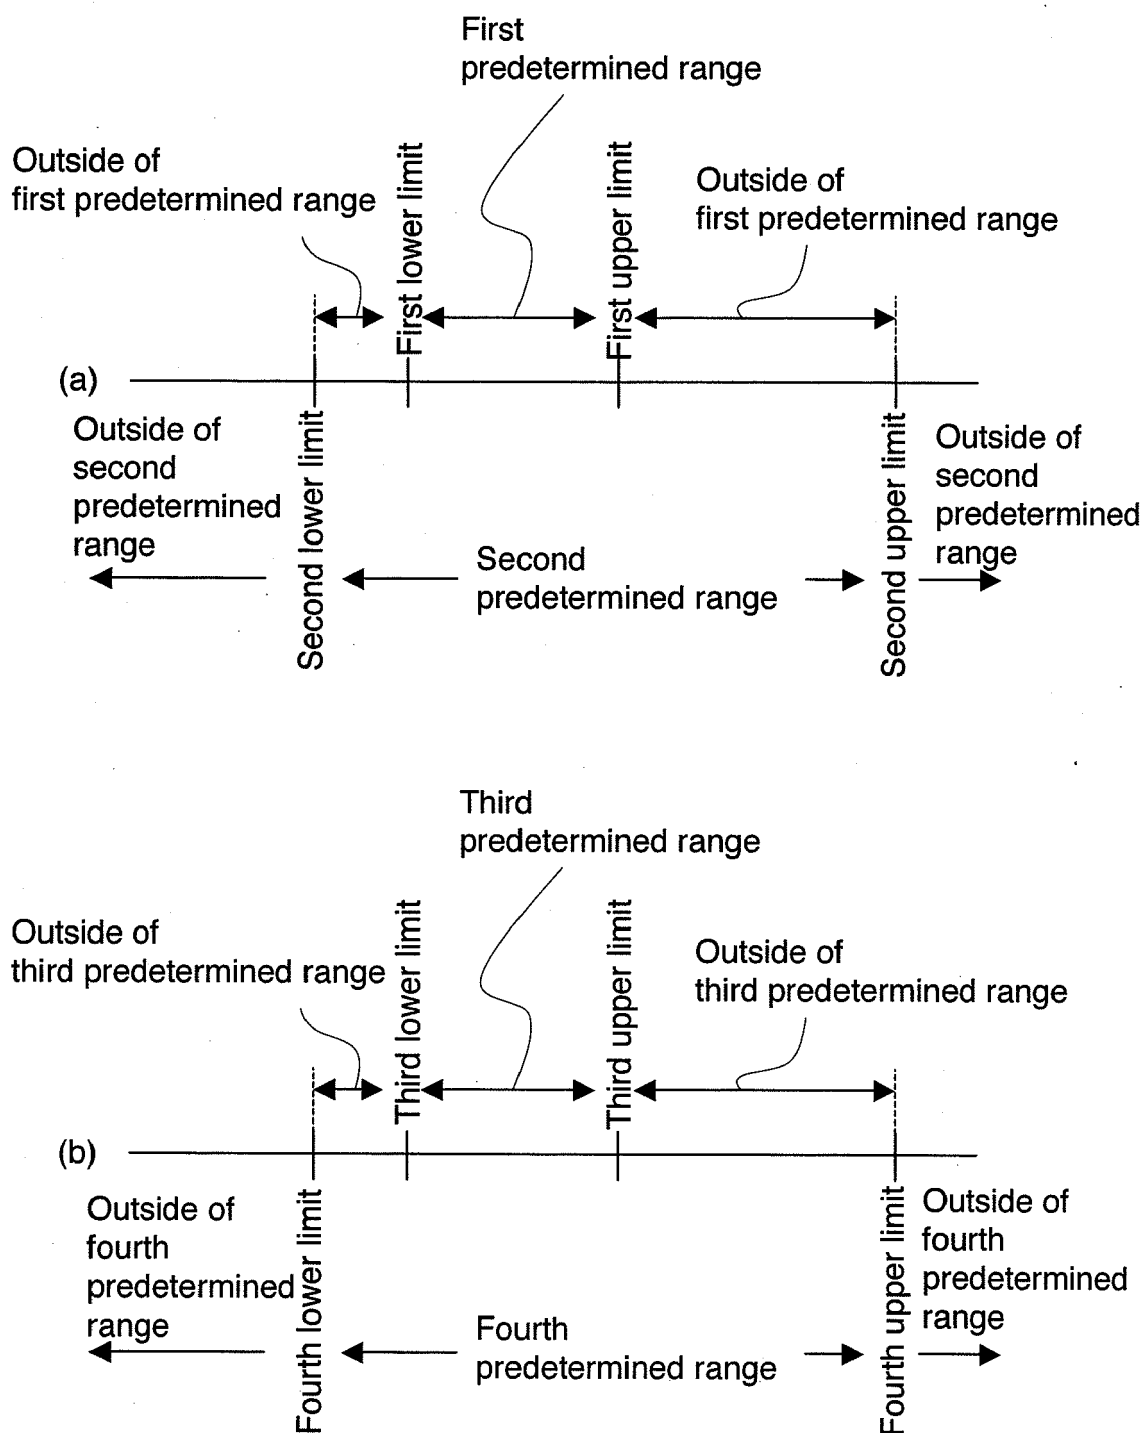 First
predetermined range
Outside of
first predetermined range
First lower limit
First upper limit
Outside of
first predetermined range
(a)
Outside of
second
predetermined
range
Second lower limit
Second
predetermined range
Second upper limit
Outside of
second
predetermined
range
Third
predetermined range
Outside of
third predetermined range
Third lower limit
Third upper limit
Outside of
third predetermined range
(b)
Outside of
fourth
predetermined
range
Fourth lower limit
Fourth
predetermined range
Fourth upper limit
Outside of
fourth
predetermined
range